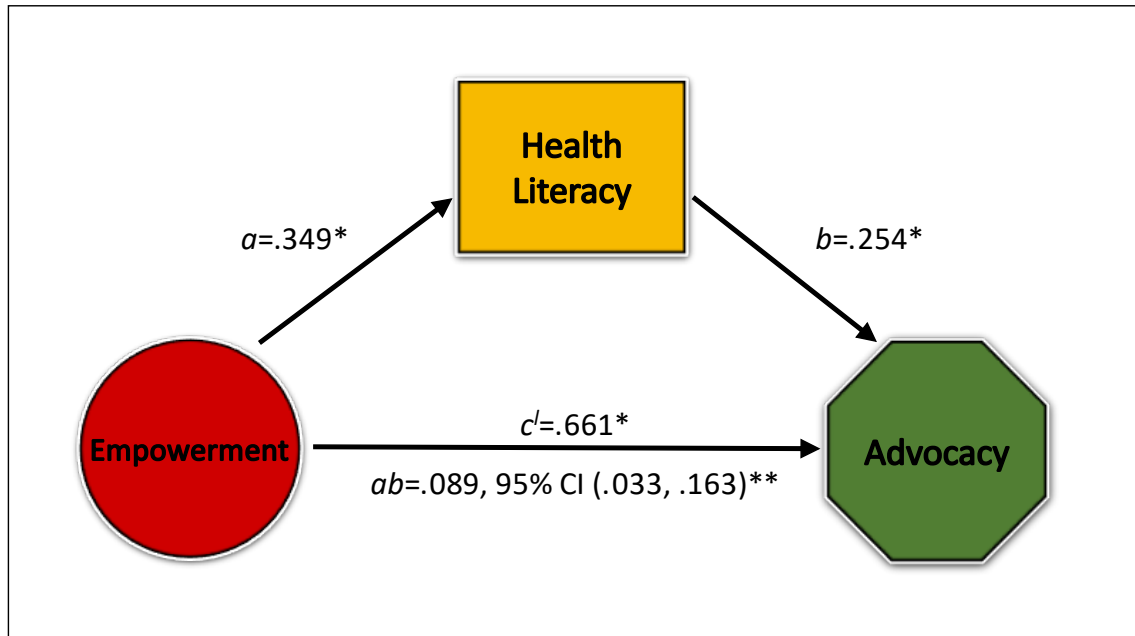 Health
Literacy
a=.349*
b=.254*
Empowerment
c'=.661*
ab=.089, 95% CI (.033, .163)**
Advocacy